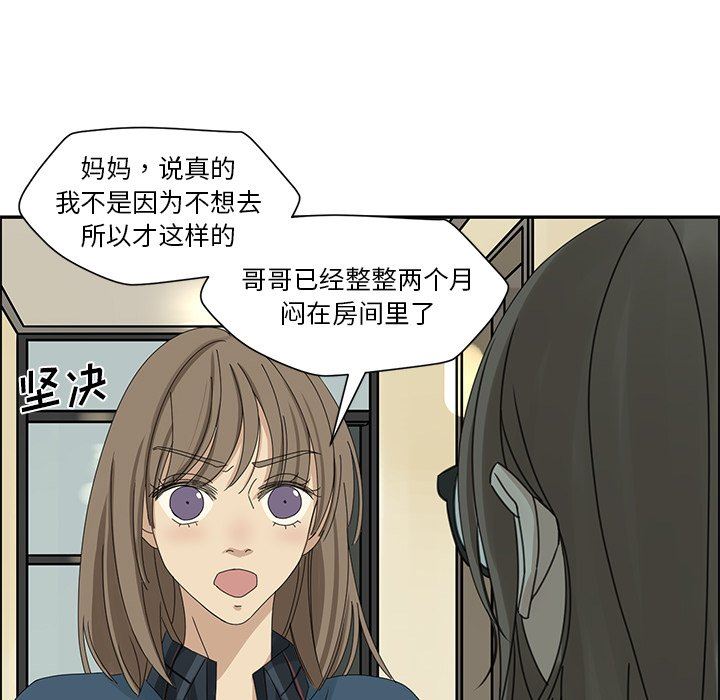 妈妈，说真的
我不是因为不想去
所以才这样的
哥哥已经整整两个月
闷在房间里了
坚决